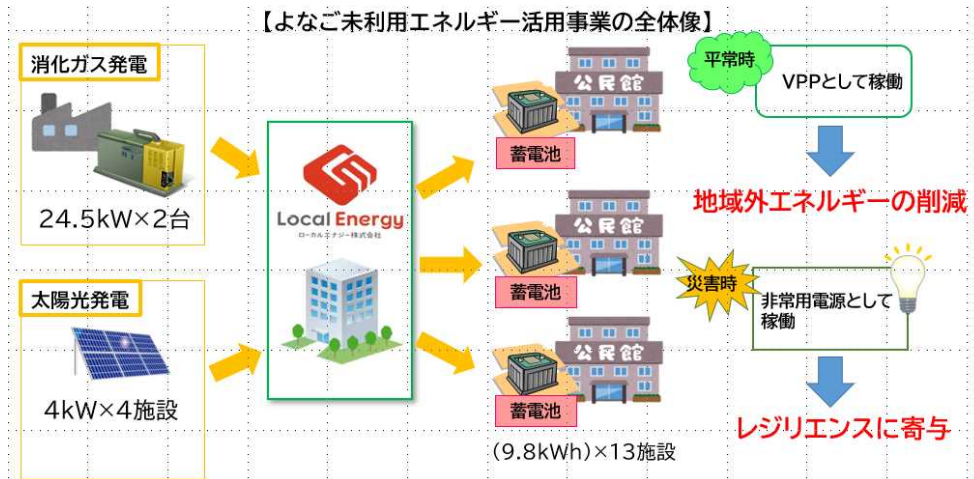 【よなご未利用エネルギー活用事業の全体像】
消化ガス発電
24.5kW×2台
太陽光発電
4kW×4施設
Local Energy
ローカルエナジー株式会社
公民館
蓄電池
公民館
蓄電池
公民館
蓄電池
(9.8kWh)×13施設
平常時
VPPとして稼働
地域外エネルギーの削減
災害時
非常用電源として
稼働
レジリエンスに寄与